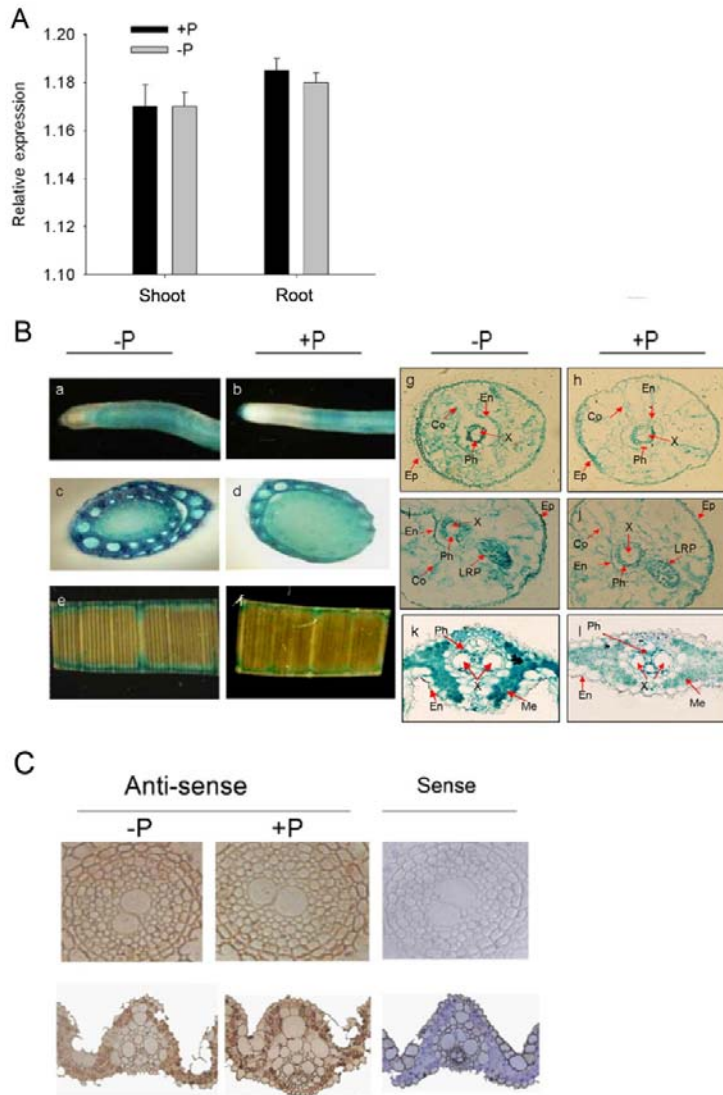 A
+P
-P
Relative expression
1.20
1.18
1.16
1.14
1.12
1.10
Shoot
Root
B
-P
+P
-P
+P
a
b
c
d
e
f
g
En
Co
X
Ph
Ep
h
En
Co
X
Ph
Ep
i
X
Ep
En
Ph
LRP
Co
j
Ep
X
Co
En
Ph
LRP
k
Ph
X
En
Me
l
Ph
X
En
Me
C
Anti-sense
Sense
-P
+P